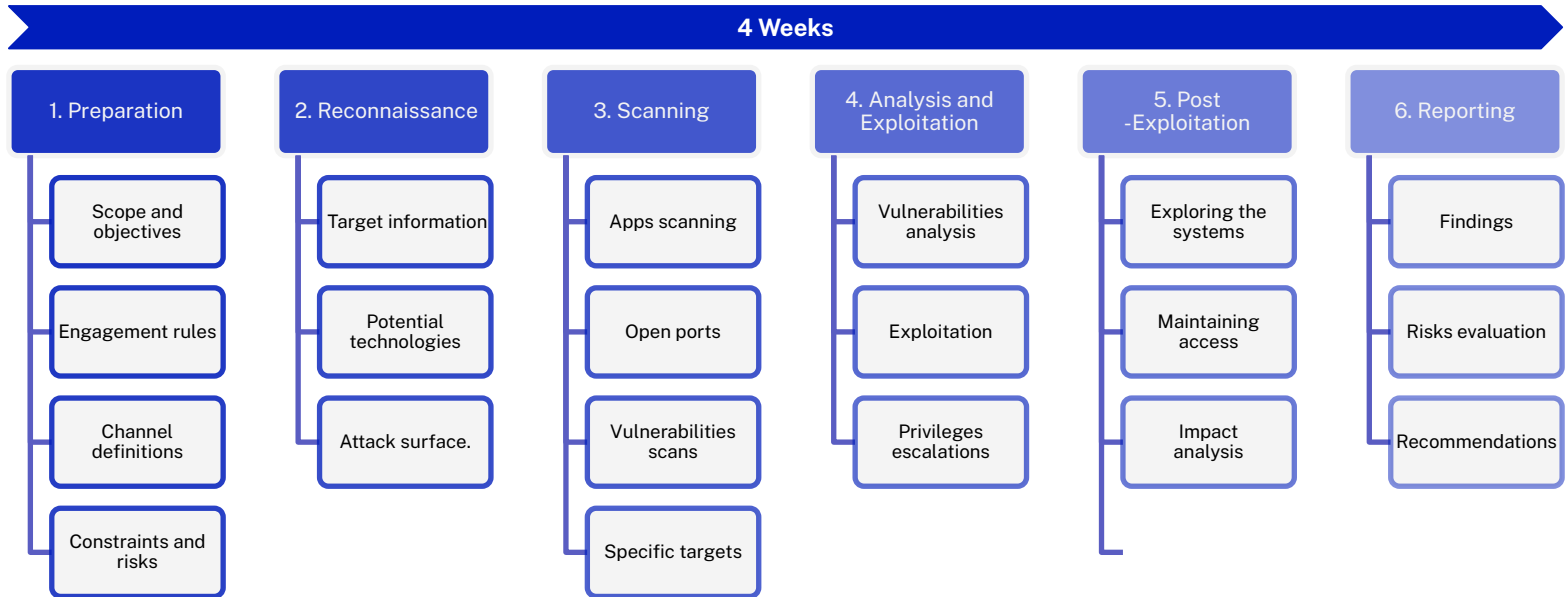 4 Weeks
1. Preparation
Scope and
objectives
Engagement rules
Channel
definitions
Constraints and
risks
2. Reconnaissance
Target information
Potential
technologies
Attack surface.
3. Scanning
Apps scanning
Open ports
Vulnerabilities
scans
Specific targets
4. Analysis and
Exploitation
Vulnerabilities
analysis
Exploitation
Privileges
escalations
5. Post
-Exploitation
Exploring the
systems
Maintaining
access
Impact
analysis
6. Reporting
Findings
Risks evaluation
Recommendations